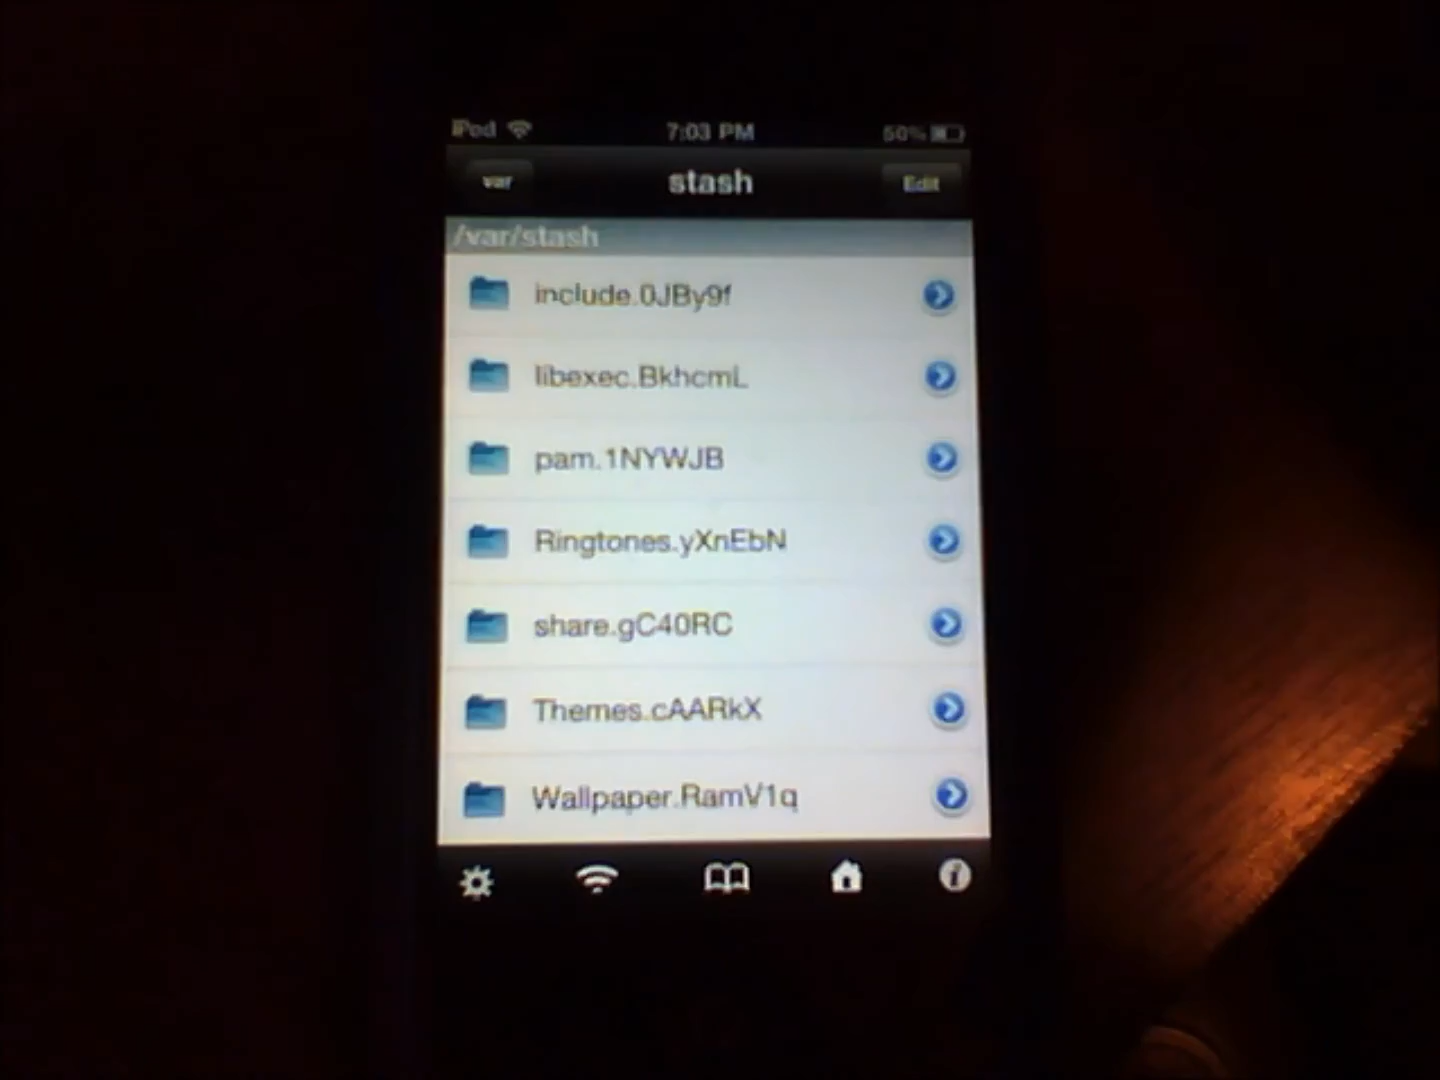 iPod 7:03 PM 50%
var stash Edit
/var/stash
include.0JBy9f
libexec.BkhcmL
pam.1NYWJB
Ringtones.yXnEbN
share.gC40RC
Themes.cAARkX
Wallpaper.RamV1q